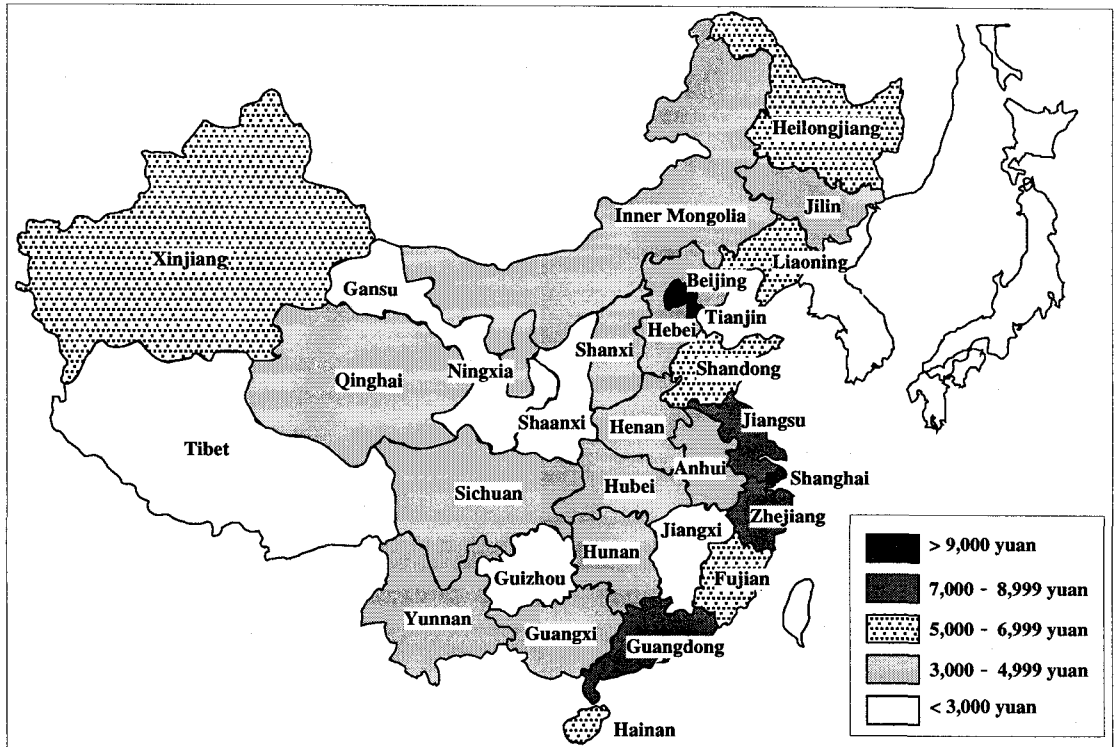 Heilongjiang
Jilin
Inner Mongolia
Liaoning
Xinjiang
Gansu
Beijing
Tianjin
Hebei
Shanxi
Shandong
Ningxia
Qinghai
Shaanxi
Henan
Jiangsu
Tibet
Anhui
Shanghai
Sichuan
Hubei
Zhejiang
Jiangxi
Hunan
Guizhou
Fujian
Yunnan
Guangxi
Guangdong
Hainan
> 9,000 yuan
7,000 - 8,999 yuan
5,000 - 6,999 yuan
3,000 - 4,999 yuan
< 3,000 yuan